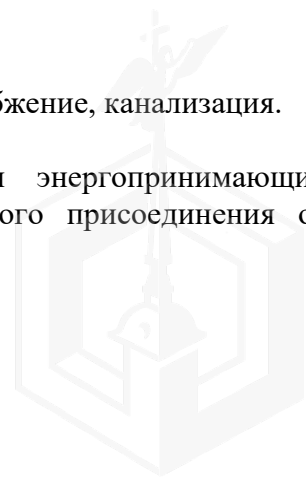 бжение, канализация.
энергопринимающи
ого присоединения о